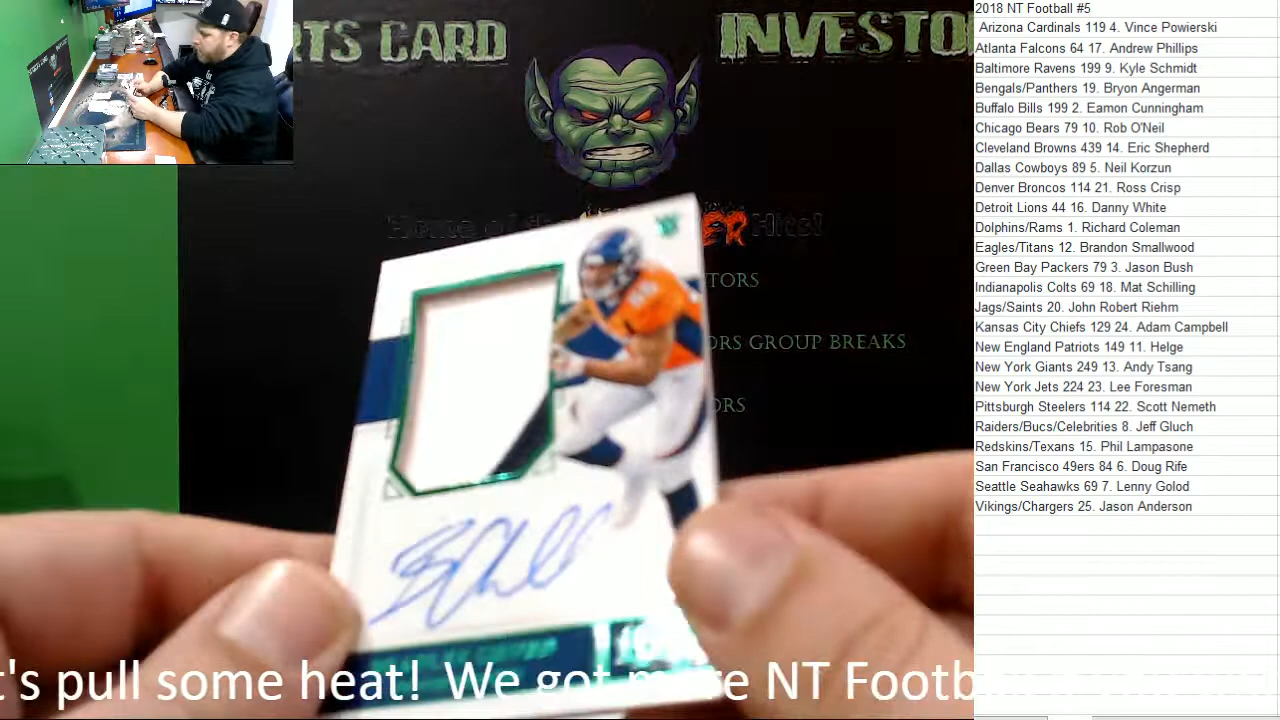 RTS CARD INVESTO
Home of the ER Hits!
TORS
ORS GROUP BREAKS
ORS
t's pull some heat! We got more NT Footb
2018 NT Football #5
Arizona Cardinals 119 4. Vince Powierski
Atlanta Falcons 64 17. Andrew Phillips
Baltimore Ravens 199 9. Kyle Schmidt
Bengals/Panthers 19. Bryon Angerman
Buffalo Bills 199 2. Eamon Cunningham
Chicago Bears 79 10. Rob O'Neil
Cleveland Browns 439 14. Eric Shepherd
Dallas Cowboys 89 5. Neil Korzun
Denver Broncos 114 21. Ross Crisp
Detroit Lions 44 16. Danny White
Dolphins/Rams 1. Richard Coleman
Eagles/Titans 12. Brandon Smallwood
Green Bay Packers 79 3. Jason Bush
Indianapolis Colts 69 18. Mat Schilling
Jags/Saints 20. John Robert Riehm
Kansas City Chiefs 129 24. Adam Campbell
New England Patriots 149 11. Helge
New York Giants 249 13. Andy Tsang
New York Jets 224 23. Lee Foresman
Pittsburgh Steelers 114 22. Scott Nemeth
Raiders/Bucs/Celebrities 8. Jeff Gluch
Redskins/Texans 15. Phil Lampasone
San Francisco 49ers 84 6. Doug Rife
Seattle Seahawks 69 7. Lenny Golod
Vikings/Chargers 25. Jason Anderson